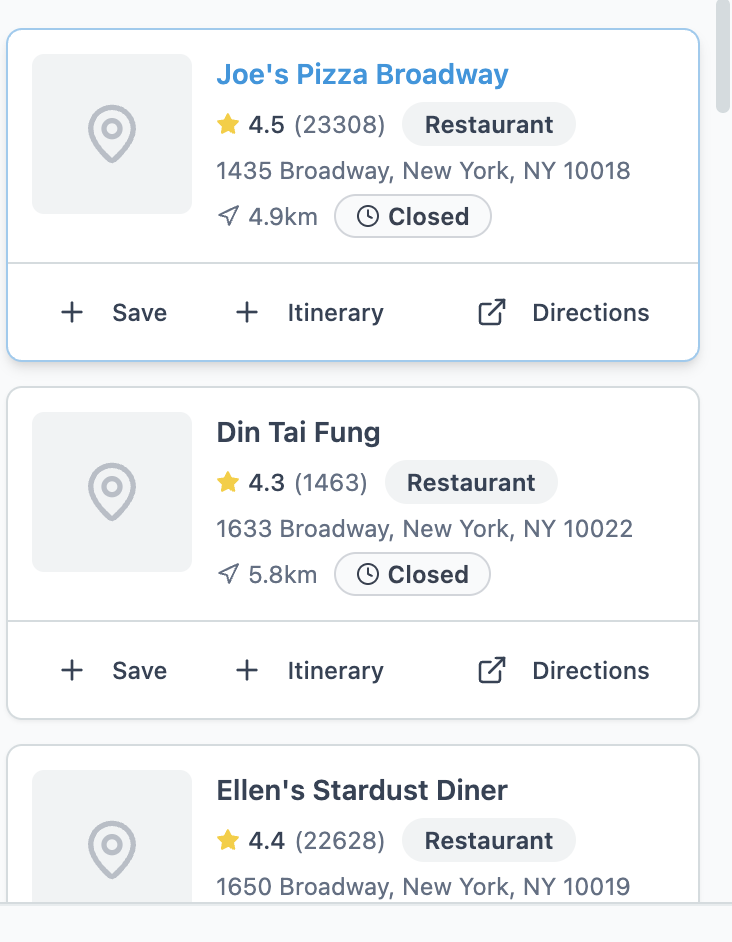 Joe's Pizza Broadway
4.5 (23308) Restaurant
1435 Broadway, New York, NY 10018
4.9km Closed
Save Itinerary Directions
Din Tai Fung
4.3 (1463) Restaurant
1633 Broadway, New York, NY 10022
5.8km Closed
Save Itinerary Directions
Ellen's Stardust Diner
4.4 (22628) Restaurant
1650 Broadway, New York, NY 10019